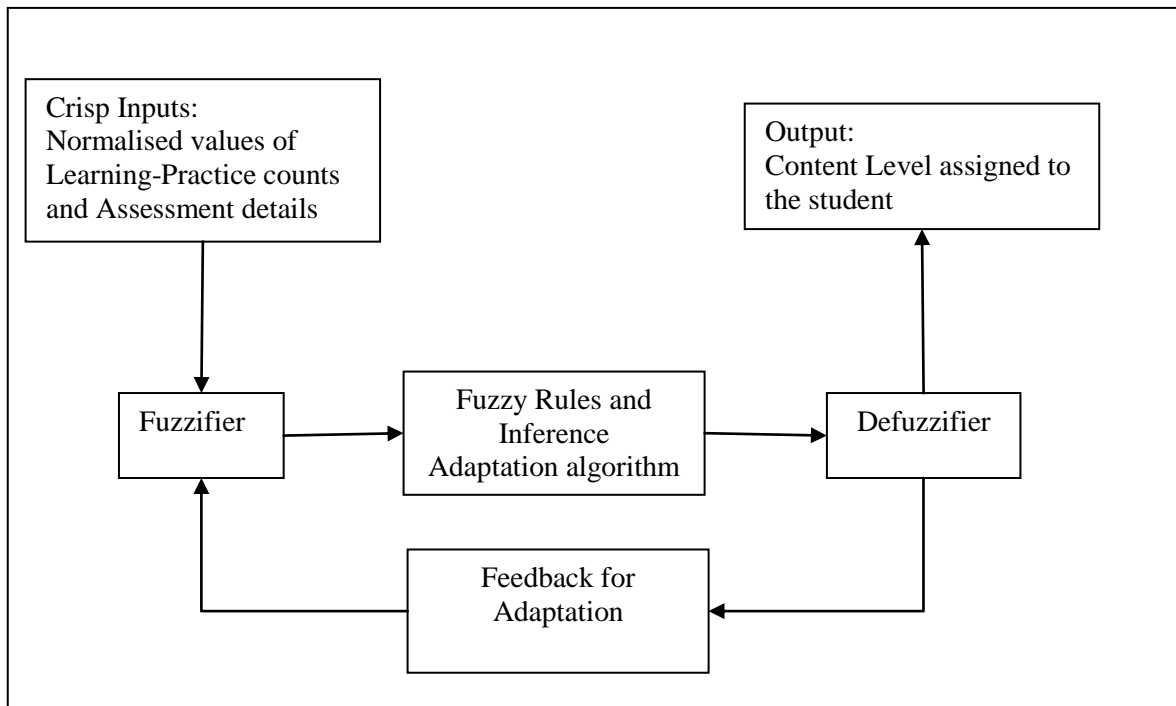 Crisp Inputs:
Normalised values of
Learning-Practice counts
and Assessment details
Output:
Content Level assigned to
the student
Fuzzifier
Fuzzy Rules and
Inference
Adaptation algorithm
Defuzzifier
Feedback for
Adaptation